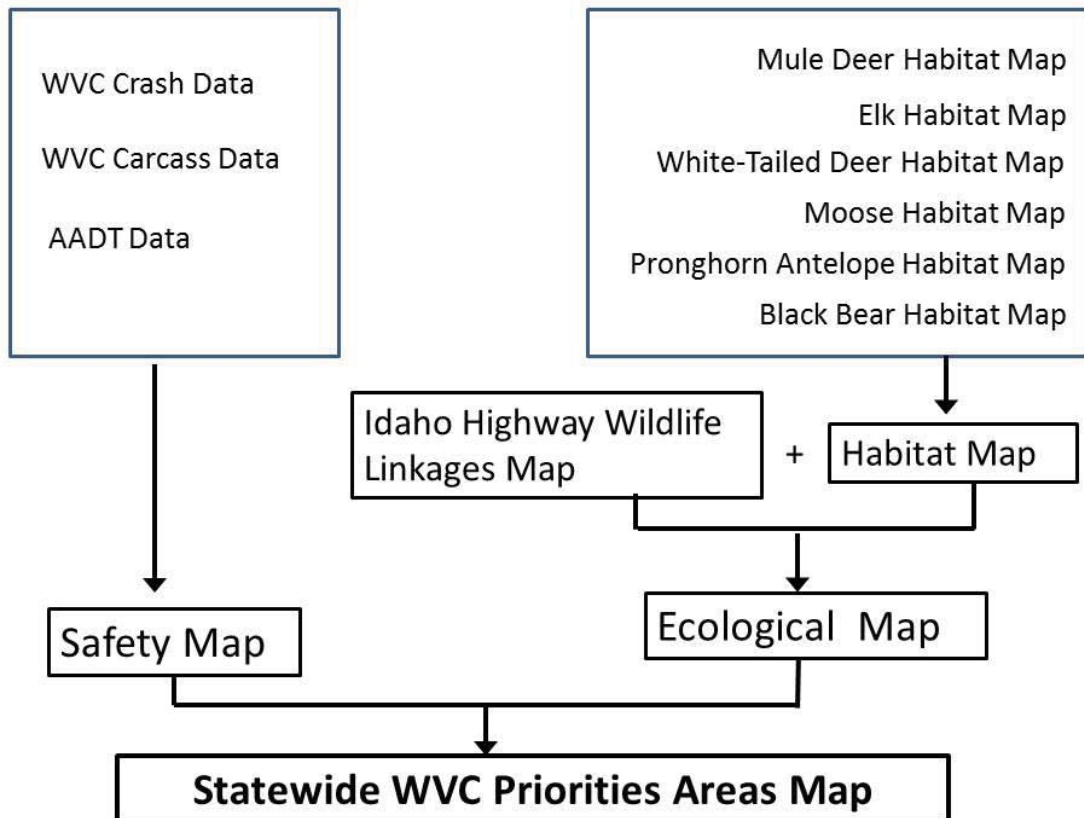 WVC Crash Data
WVC Carcass Data
AADT Data
Mule Deer Habitat Map
Elk Habitat Map
White-Tailed Deer Habitat Map
Moose Habitat Map
Pronghorn Antelope Habitat Map
Black Bear Habitat Map
Idaho Highway Wildlife
Linkages Map
+
Habitat Map
Safety Map
Ecological Map
Statewide WVC Priorities Areas Map